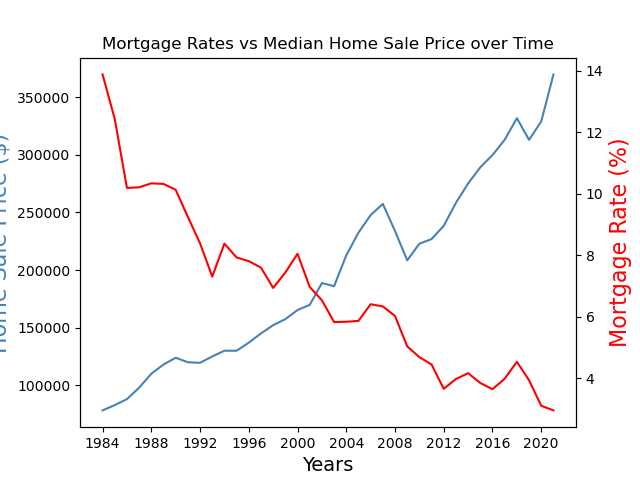 Mortgage Rates vs Median Home Sale Price over Time
350000
300000
250000
200000
150000
100000
Home Sale Price ($)
14
12
10
8
6
4
Mortgage Rate (%)
1984 1988 1992 1996 2000 2004 2008 2012 2016 2020
Years